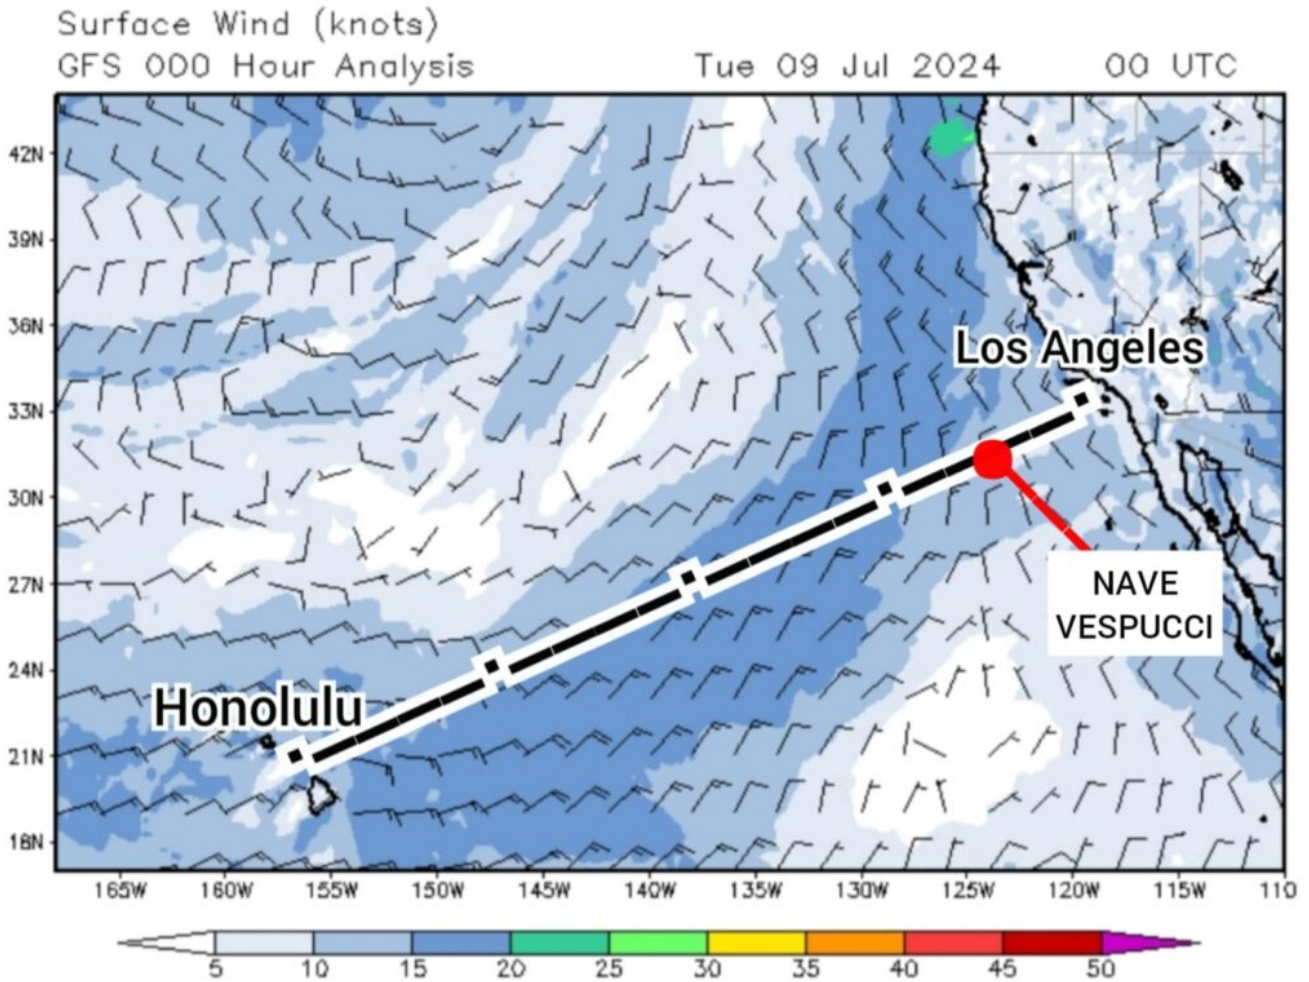 Surface Wind (knots)
GFS 000 Hour Analysis Tue 09 Jul 2024 00 UTC
42N
39N
36N
Los Angeles
33N
30N
27N
NAVE
VESPUCCI
24N
Honolulu
21N
18N
165W 160W 155W 150W 145W 140W 135W 130W 125W 120W 115W 110
5 10 15 20 25 30 35 40 45 50